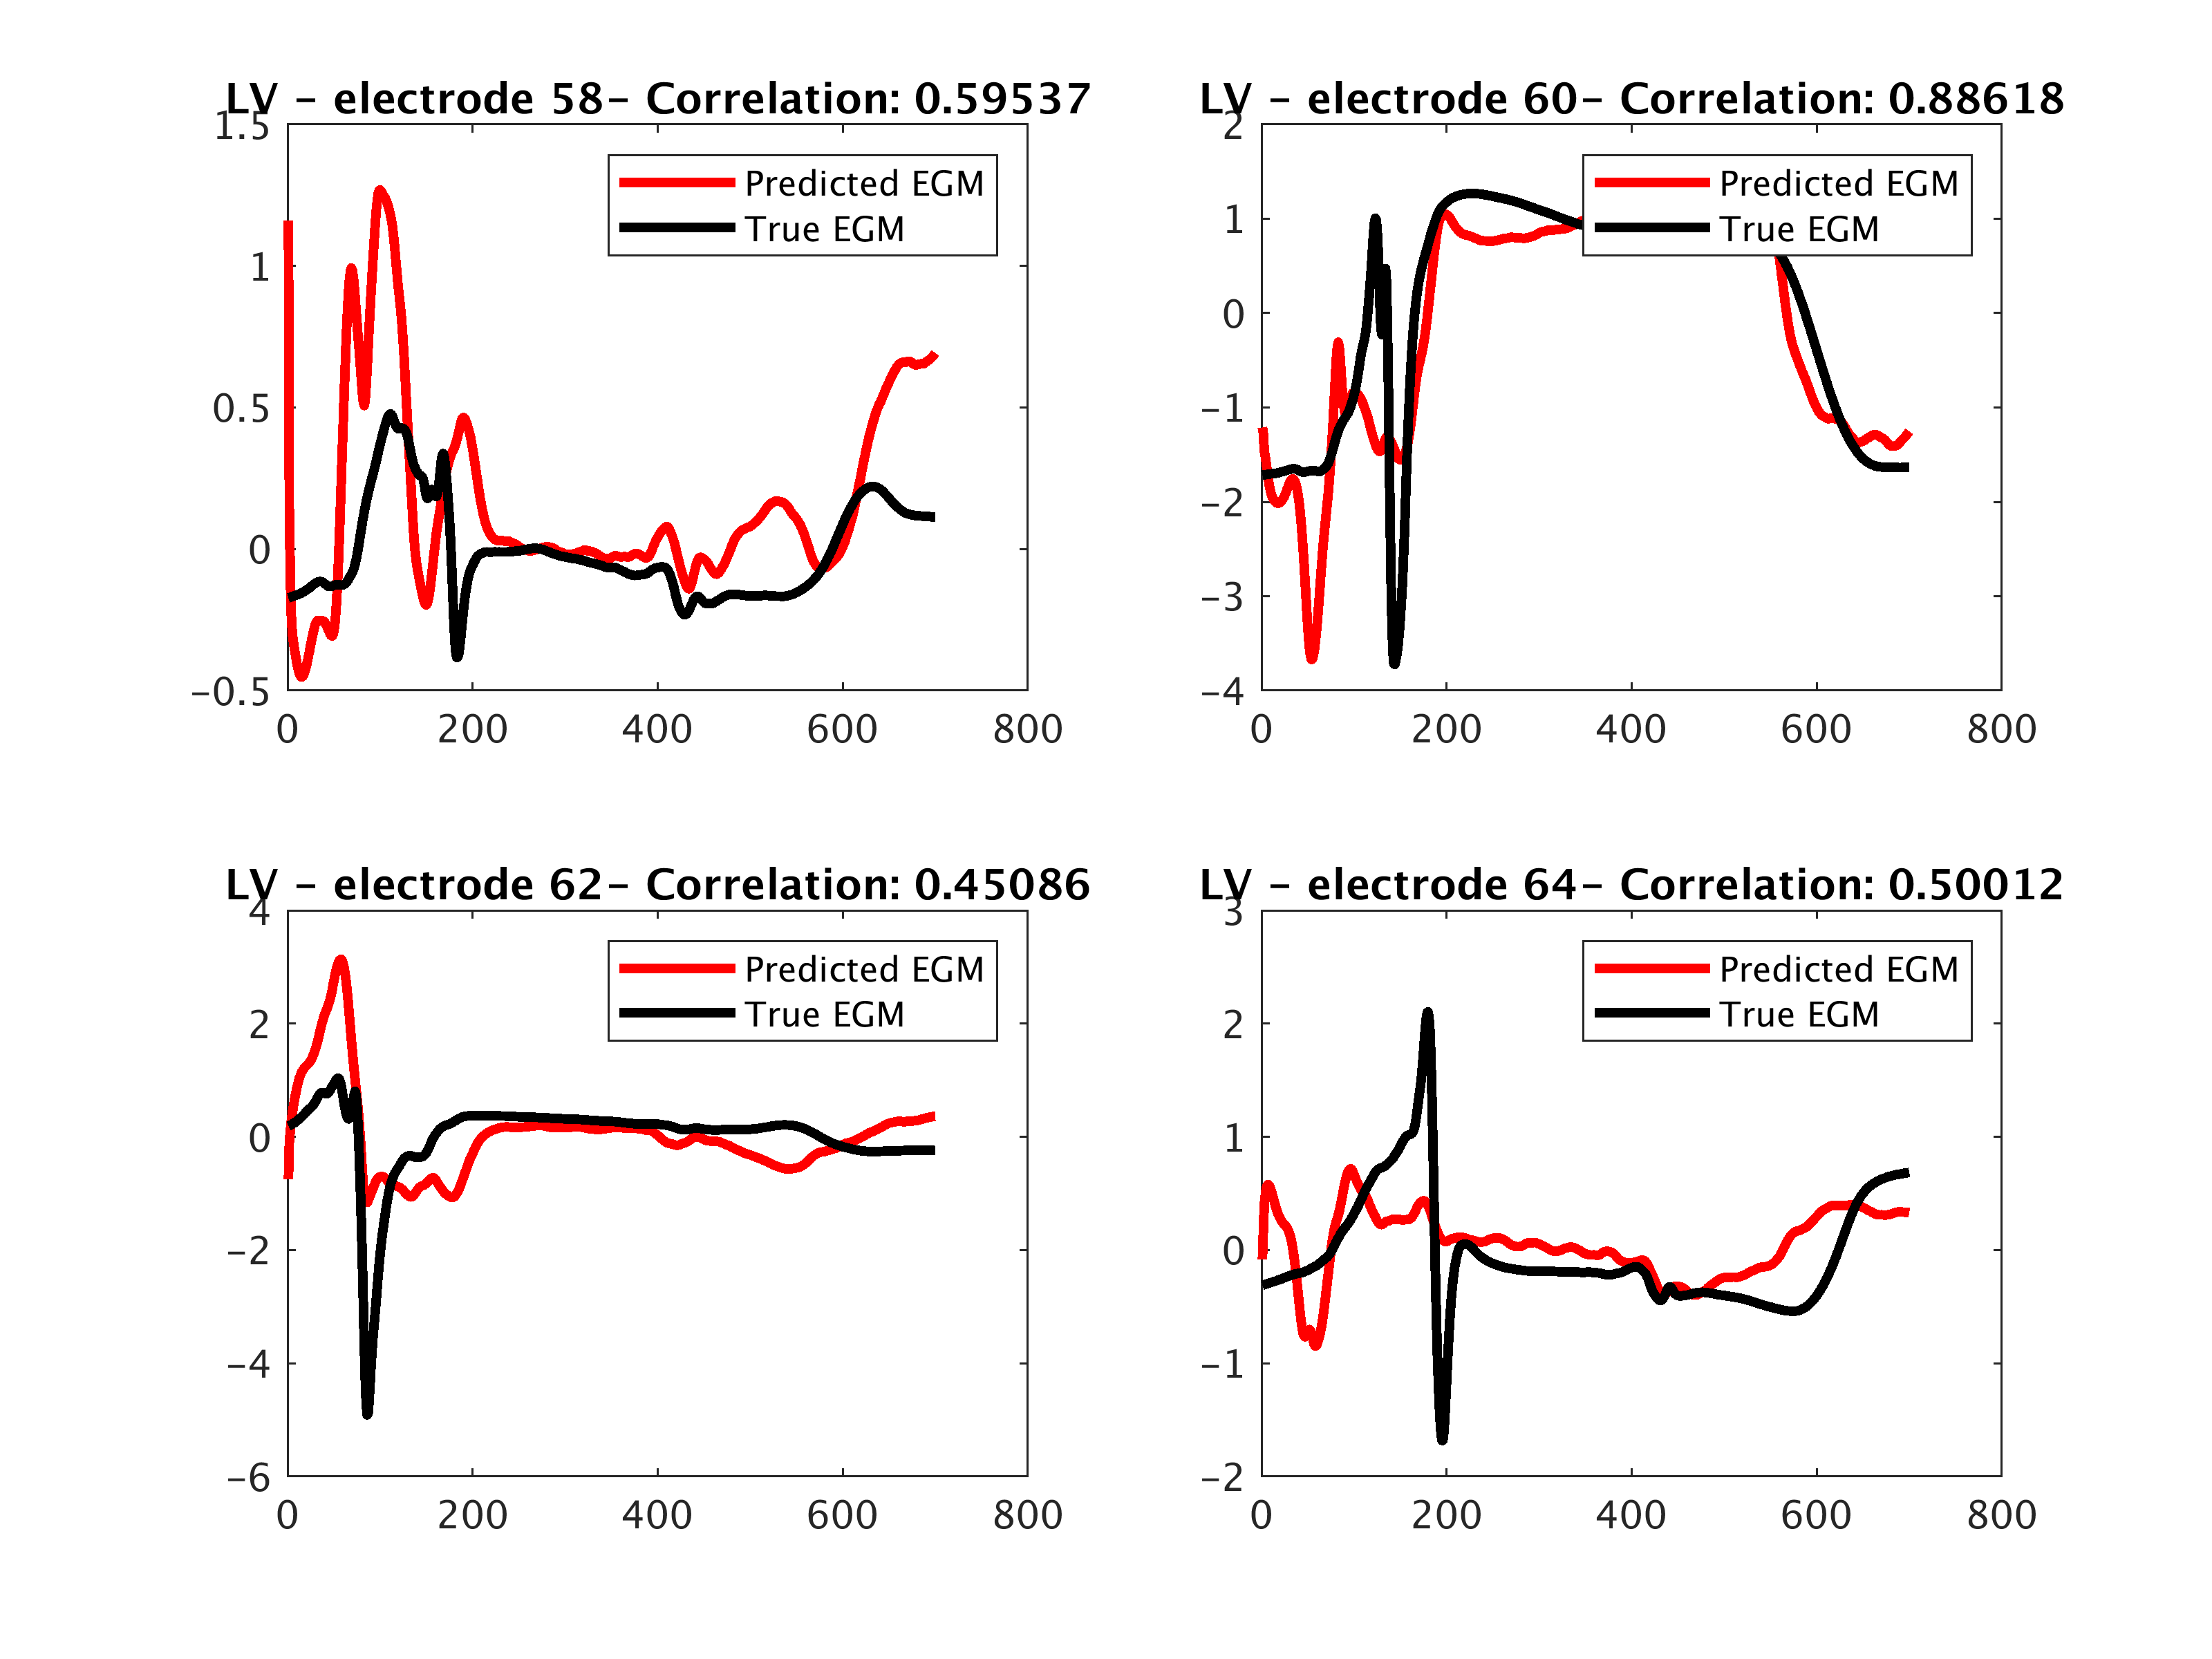 LV – electrode 58– Correlation: 0.59537
1.5
1
0.5
0
–0.5
0 200 400 600 800
Predicted EGM
True EGM
LV – electrode 60– Correlation: 0.88618
2
1
0
–1
–2
–3
–4
0 200 400 600 800
Predicted EGM
True EGM
LV – electrode 62– Correlation: 0.45086
4
2
0
–2
–4
–6
0 200 400 600 800
Predicted EGM
True EGM
LV – electrode 64– Correlation: 0.50012
3
2
1
0
–1
–2
0 200 400 600 800
Predicted EGM
True EGM